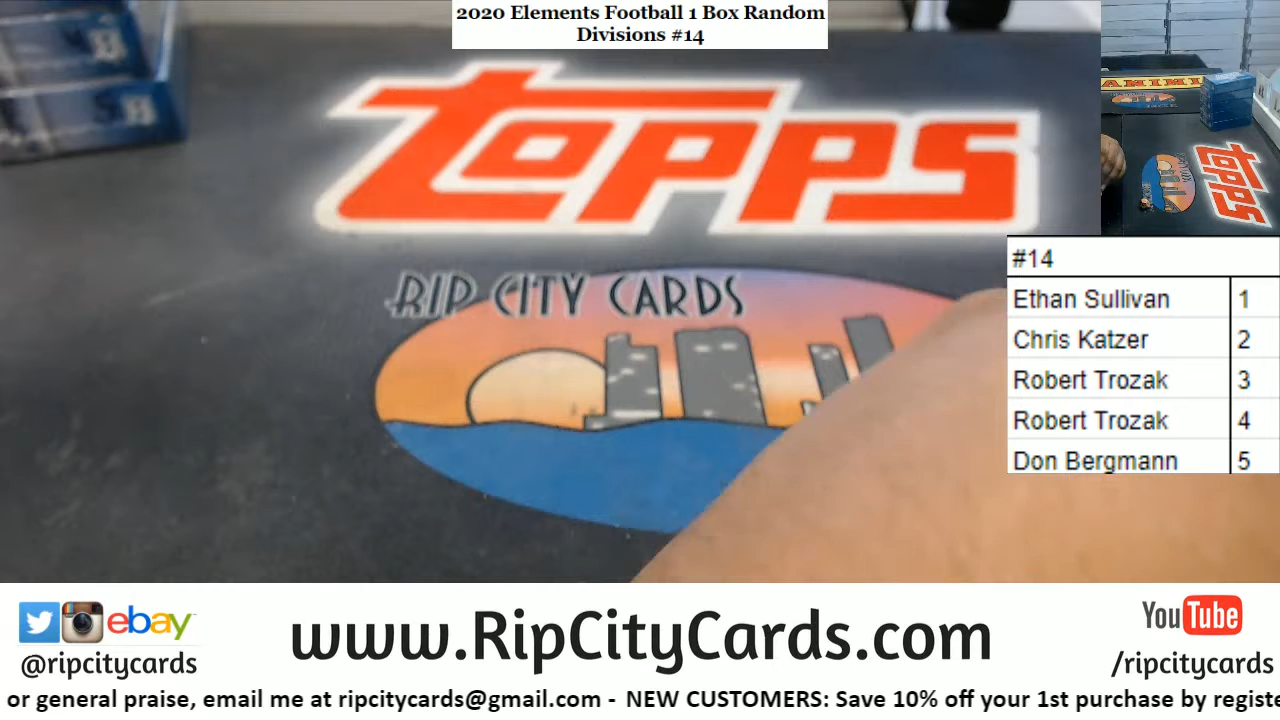 2020 Elements Football 1 Box Random
Divisions #14
topps
RIP CITY CARDS
PANINI
topps
#14
Ethan Sullivan 1
Chris Katzer 2
Robert Trozak 3
Robert Trozak 4
Don Bergmann 5
ebay
@ripcitycards
www.RipCityCards.com
YouTube
/ripcitycards
or general praise, email me at ripcitycards@gmail.com - NEW CUSTOMERS: Save 10% off your 1st purchase by registe